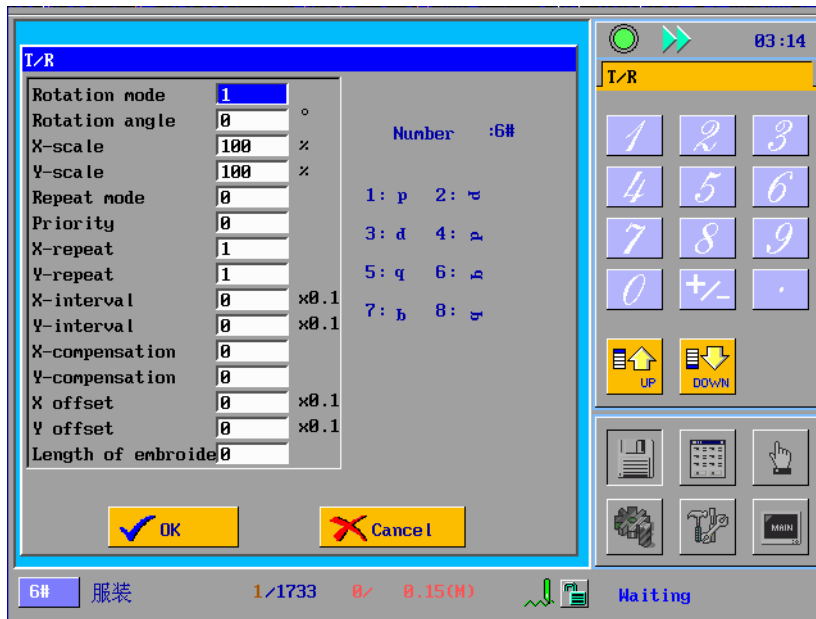 03:14
T/R
T/R
Rotation mode 1
Rotation angle 0 °
X-scale 100 %
Y-scale 100 %
Repeat mode 0
Priority 0
X-repeat 1
Y-repeat 1
X-interval 0 x0.1
Y-interval 0 x0.1
X-compensation 0
Y-compensation 0
X offset 0 x0.1
Y offset 0 x0.1
Length of embroide 0
Number :6#
1: p 2:
3: d 4:
5: q 6:
7: b 8:
OK
Cancel
1 2 3
4 5 6
7 8 9
0 +/- .
UP DOWN
MAIN
6# 服装 1/1733 0/ 0.15(M) Waiting